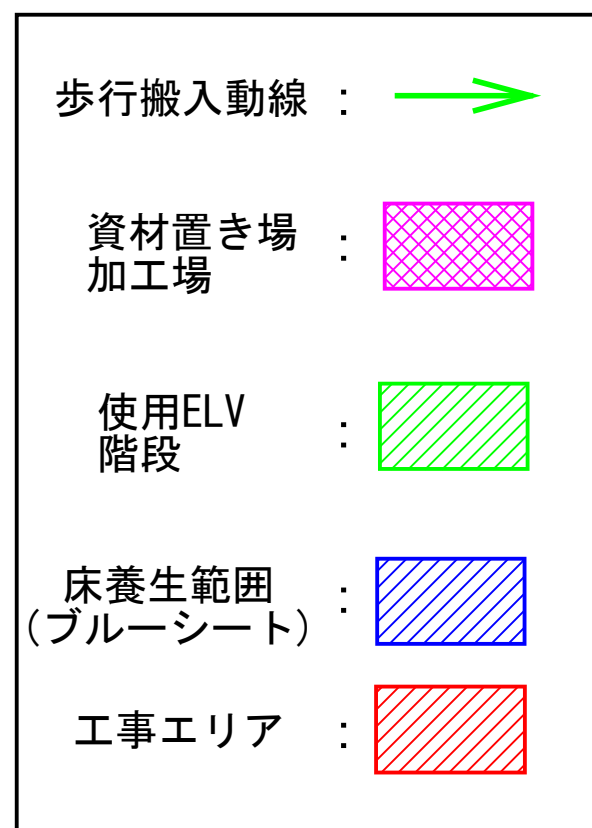 歩行搬入動線 :
資材置き場 :
加工場
使用ELV :
階段
床養生範囲 :
(ブルーシート)
工事エリア :